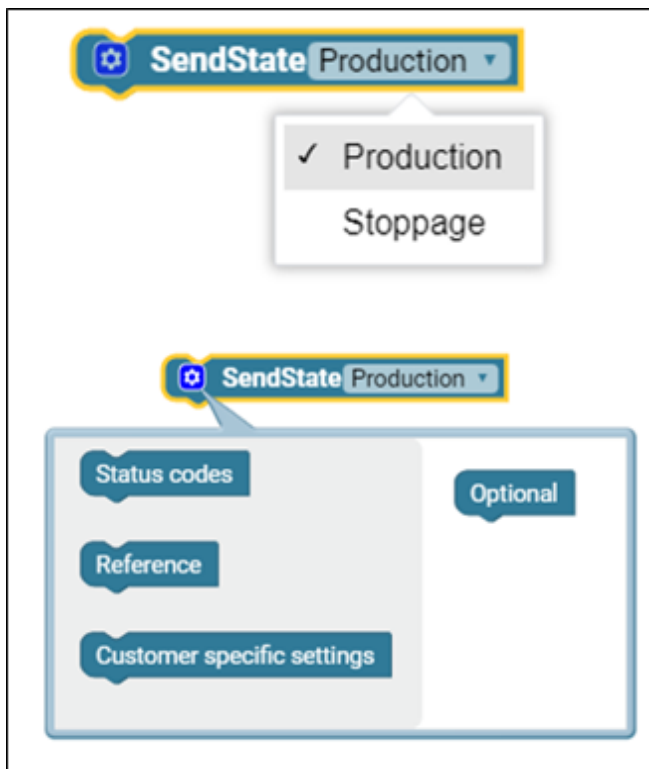 SendState Production
✓ Production
Stoppage
SendState Production
Status codes
Optional
Reference
Customer specific settings